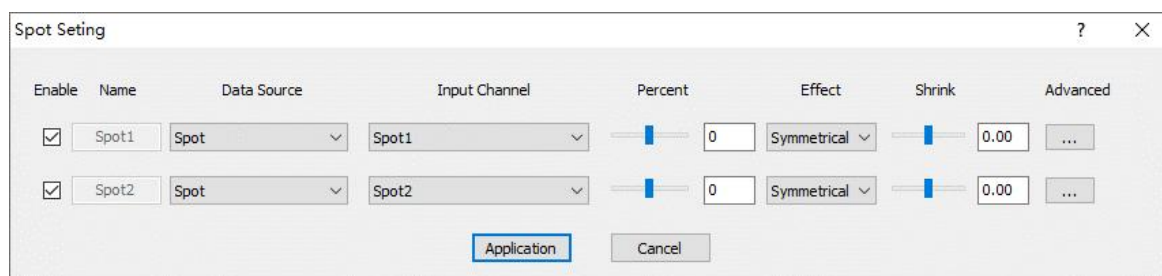 Spot Seting ?
Enable Name Data Source Input Channel Percent Effect Shrink Advanced
Spot1 Spot Spot1 0 Symmetrical 0.00 ...
Spot2 Spot Spot2 0 Symmetrical 0.00 ...
Application Cancel